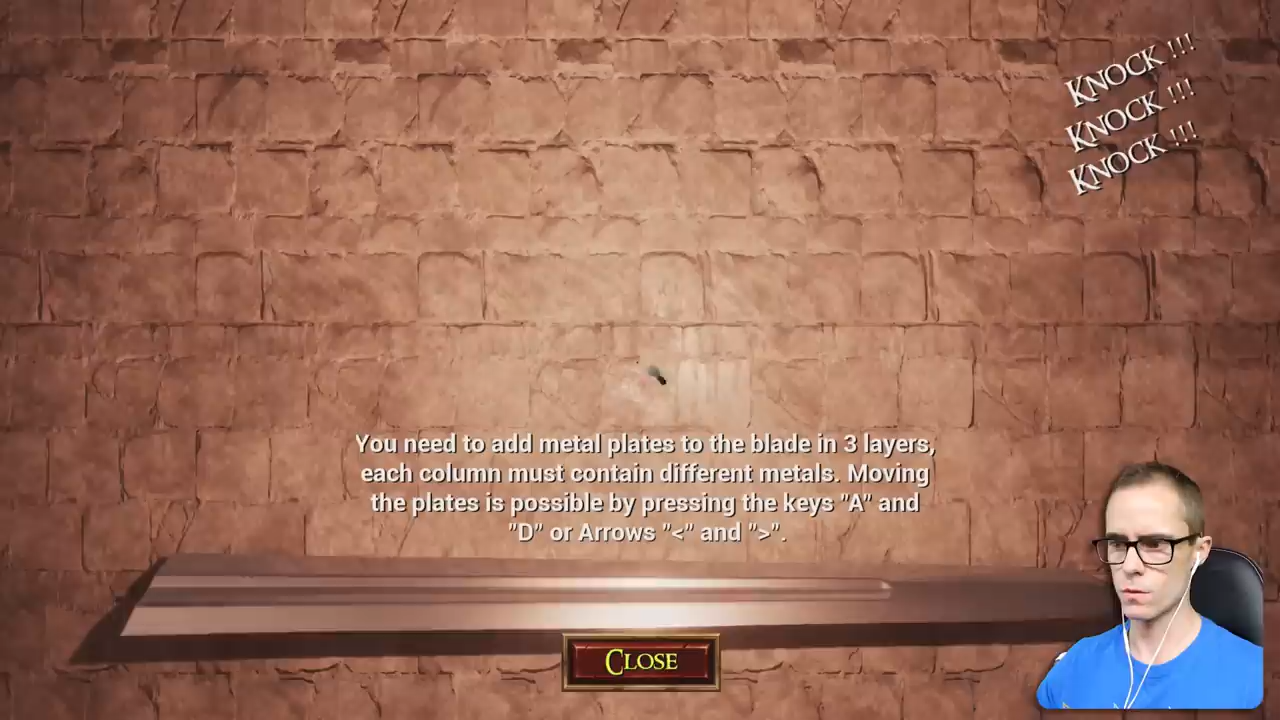 KNOCK !!!
KNOCK !!!
KNOCK !!!
You need to add metal plates to the blade in 3 layers,
each column must contain different metals. Moving
the plates is possible by pressing the keys "A" and
"D" or Arrows "<" and ">".
CLOSE